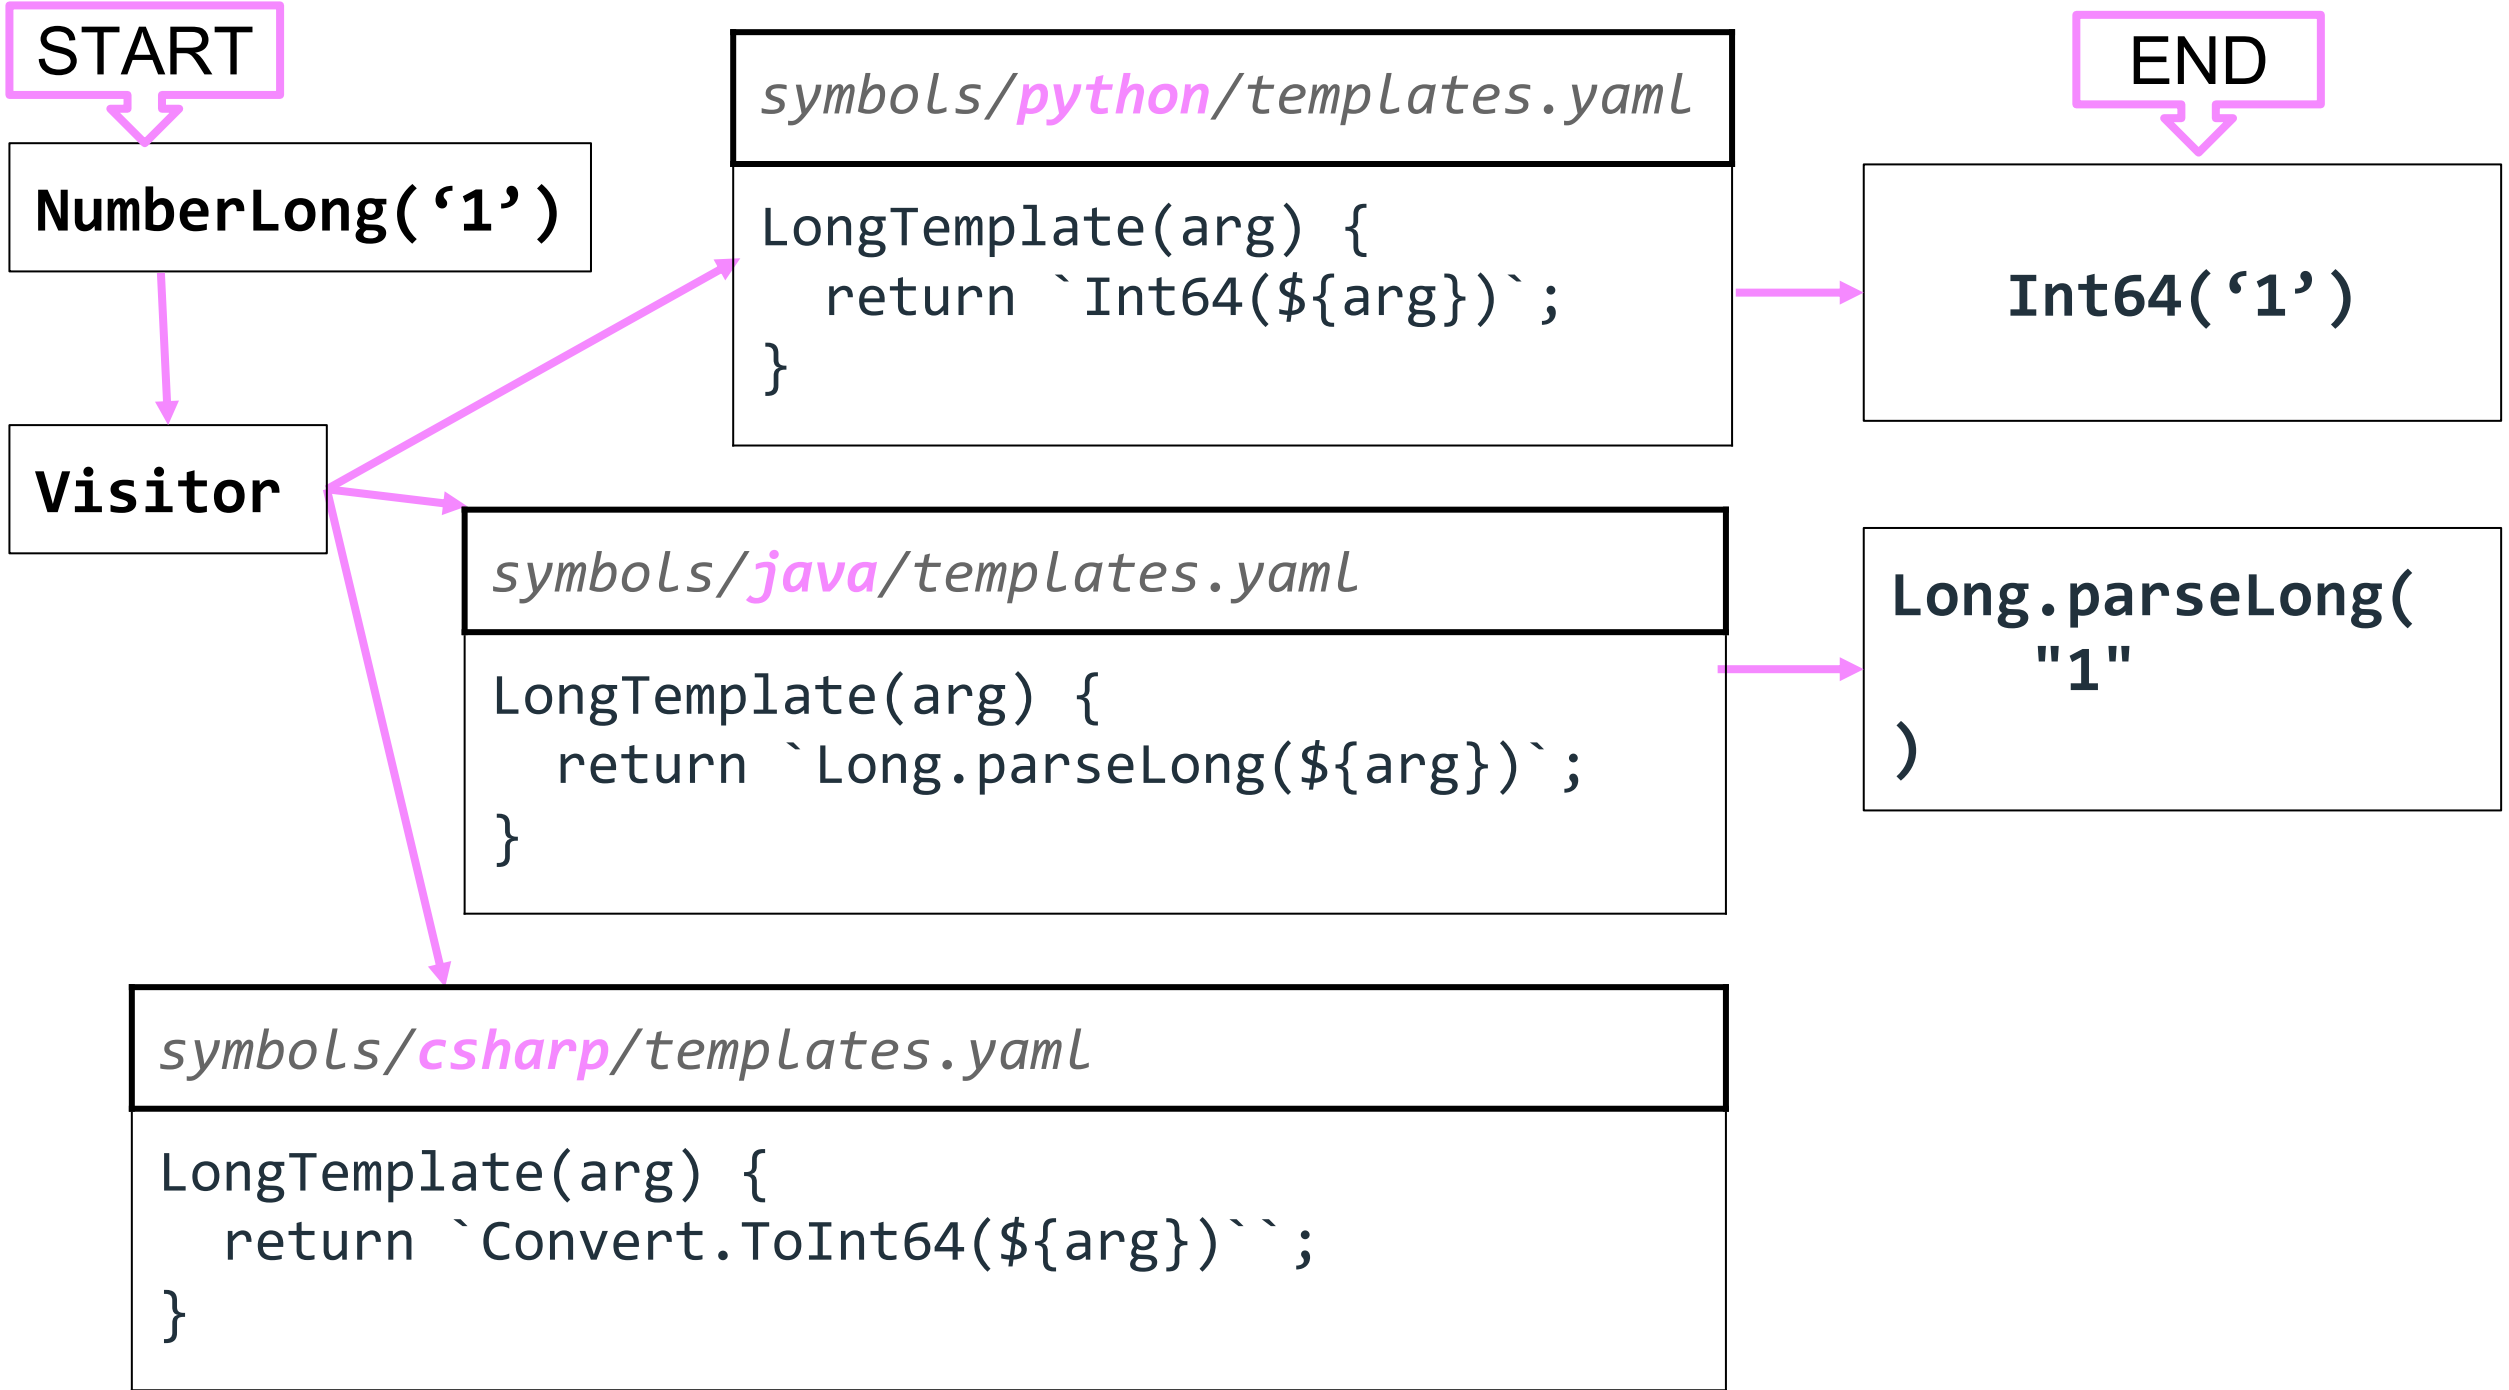 START
NumberLong(‘1’)
Visitor
symbols/python/templates.yaml
LongTemplate(arg) {
  return `Int64(${arg})`;
}
symbols/java/templates.yaml
LongTemplate(arg) {
  return `Long.parseLong(${arg})`;
}
symbols/csharp/templates.yaml
LongTemplate(arg) {
  return `Convert.ToInt64(${arg})``;
}
END
Int64(‘1’)
Long.parseLong(
    "1"
)